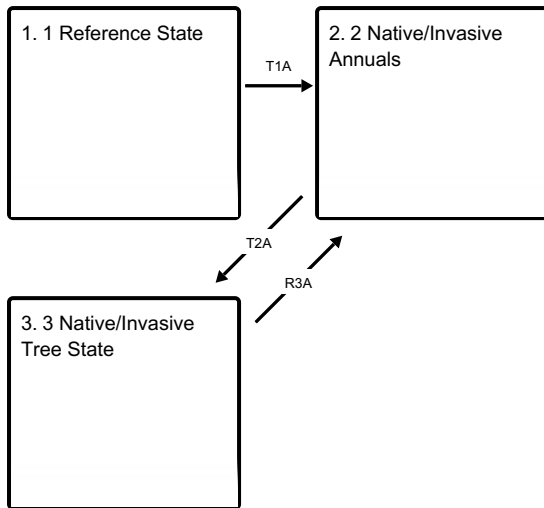 1. 1 Reference State
T1A
2. 2 Native/Invasive
Annuals
T2A
R3A
3. 3 Native/Invasive
Tree State